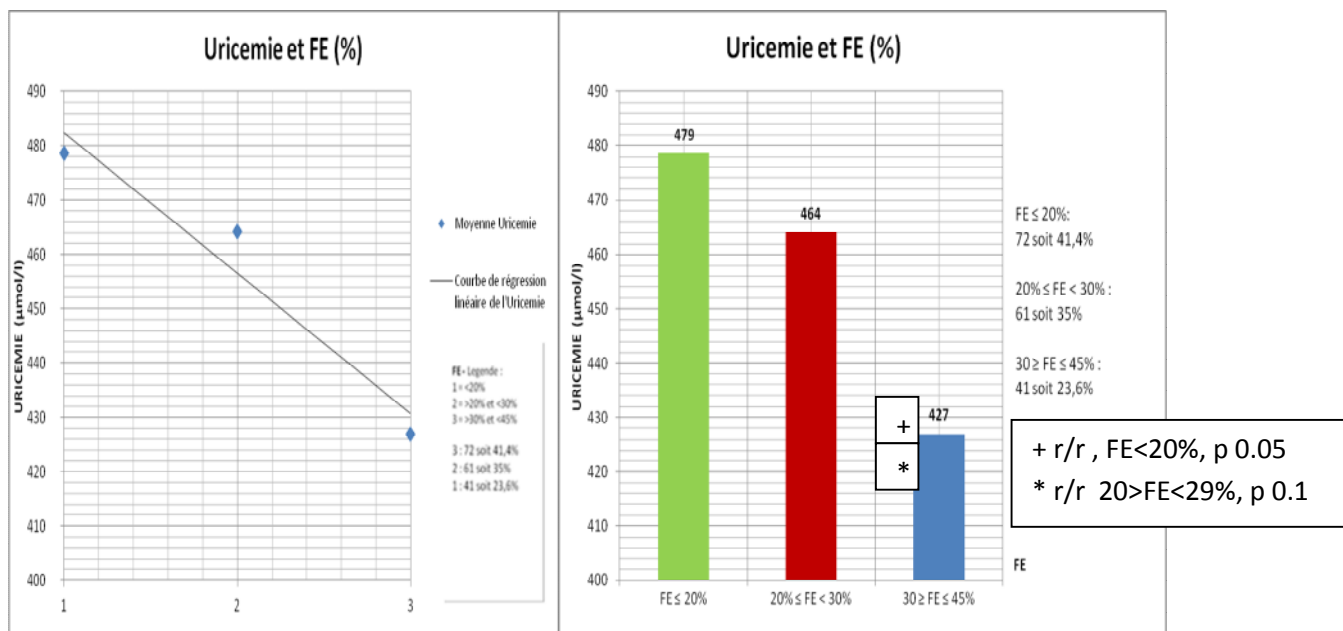 Uricemie et FE (%)
URICEMIE (µmol/l)
490
480
470
460
450
440
430
420
410
400
1
2
3
Moyenne Uricemie
Courbe de régression
linéaire de l'Uricemie
FE - Legende :
1 = <20%
2 = >20% et <30%
3 = >30% et <45%
3 : 72 soit 41,4%
2 : 61 soit 35%
1 : 41 soit 23,6%
Uricemie et FE (%)
URICEMIE (µmol/l)
490
480
470
460
450
440
430
420
410
400
479
464
427
+
*
FE ≤ 20%
20% ≤ FE < 30%
30 ≥ FE ≤ 45%
FE ≤ 20%:
72 soit 41,4%
20% ≤ FE < 30% :
61 soit 35%
30 ≥ FE ≤ 45% :
41 soit 23,6%
+ r/r , FE<20%, p 0.05
* r/r 20>FE<29%, p 0.1
FE